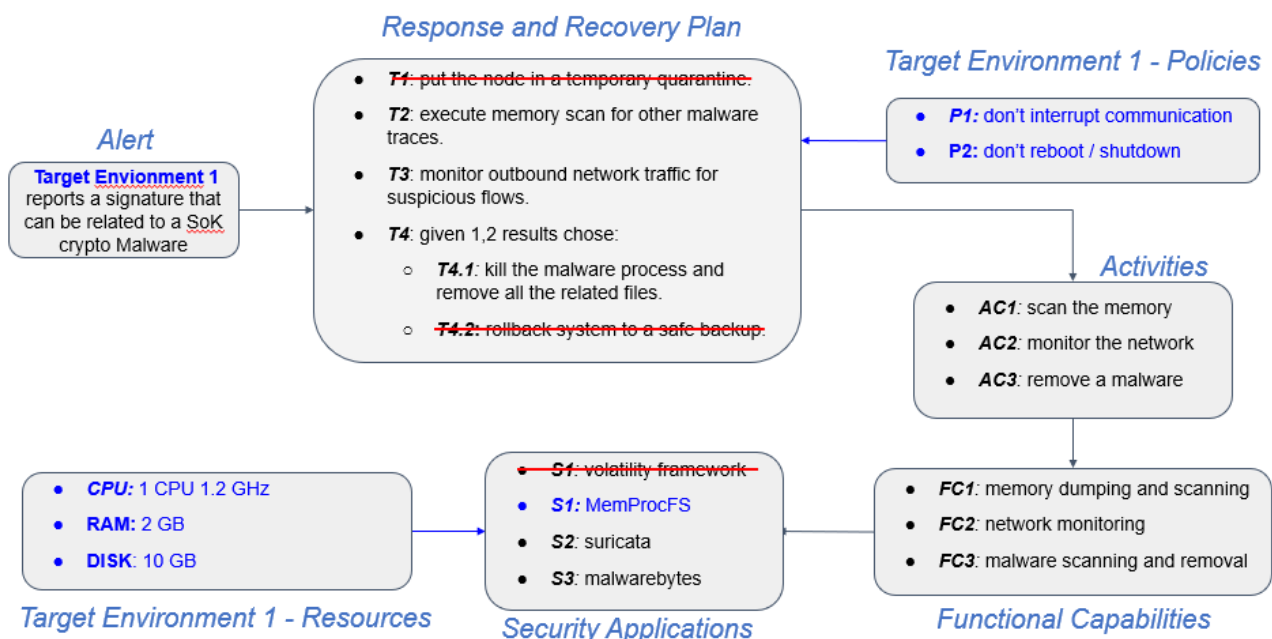 Response and Recovery Plan
T1: put the node in a temporary quarantine.
T2: execute memory scan for other malware
traces.
T3: monitor outbound network traffic for
suspicious flows.
T4: given 1,2 results chose:
T4.1: kill the malware process and
remove all the related files.
T4.2: rollback system to a safe backup.
Target Environment 1 - Policies
P1: don't interrupt communication
P2: don't reboot / shutdown
Alert
Target Envionment 1
reports a signature that
can be related to a SoK
crypto Malware
Activities
AC1: scan the memory
AC2: monitor the network
AC3: remove a malware
CPU: 1 CPU 1.2 GHz
RAM: 2 GB
DISK: 10 GB
Target Environment 1 - Resources
S1: volatility framework
S1: MemProcFS
S2: suricata
S3: malwarebytes
Security Applications
FC1: memory dumping and scanning
FC2: network monitoring
FC3: malware scanning and removal
Functional Capabilities